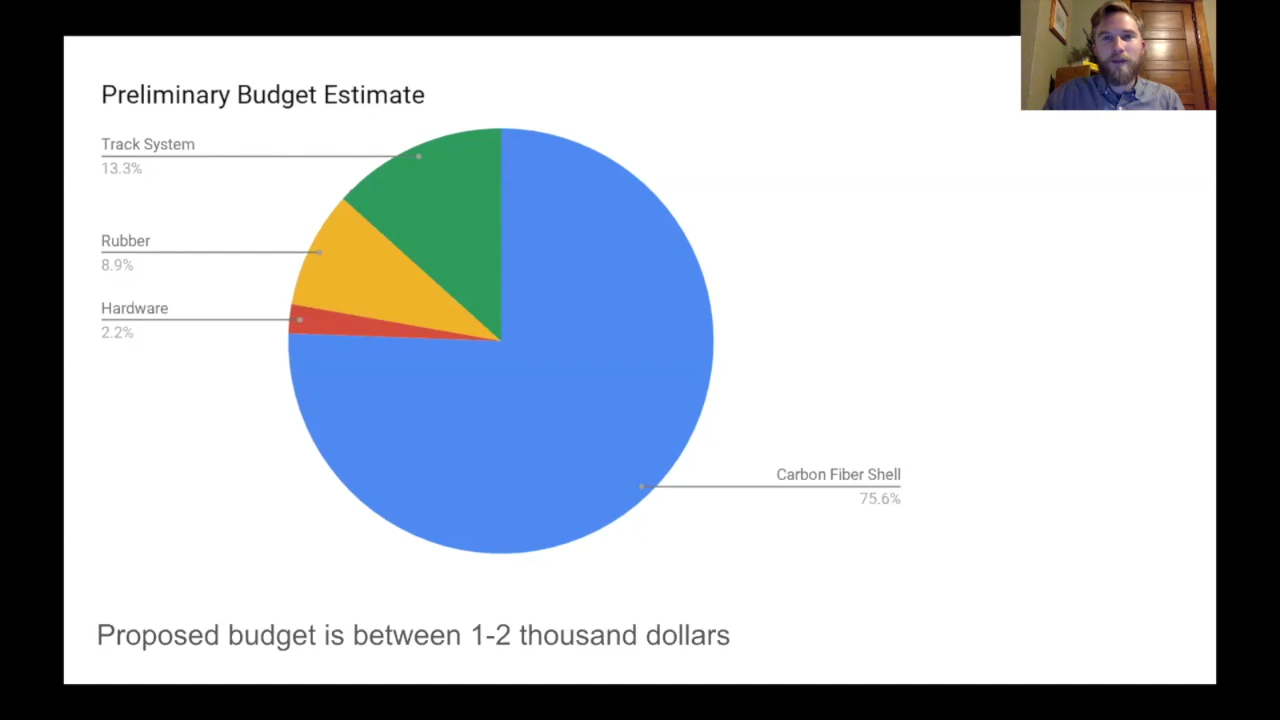 Preliminary Budget Estimate
Track System
13.3%
Rubber
8.9%
Hardware
2.2%
Carbon Fiber Shell
75.6%
Proposed budget is between 1-2 thousand dollars